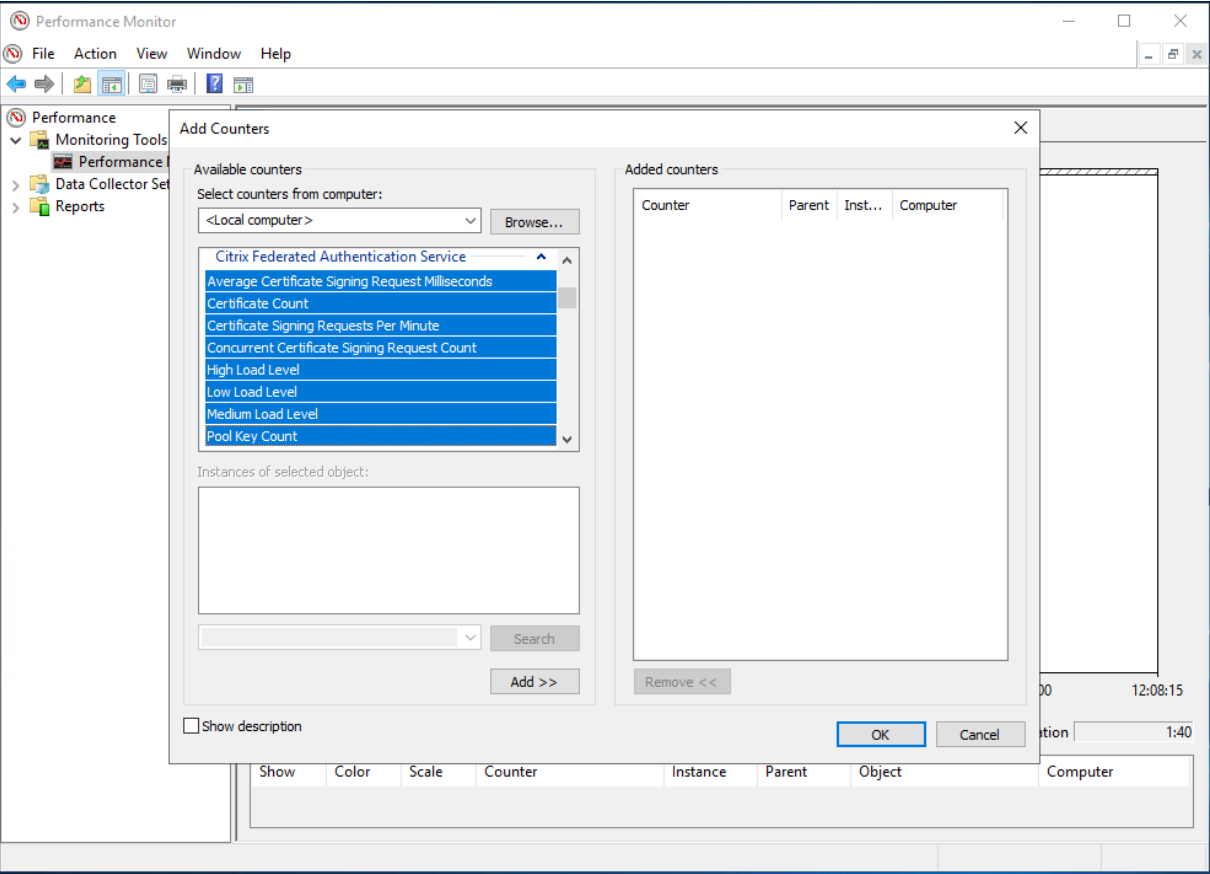 Performance Monitor
File Action View Window Help
Performance
Monitoring Tools
Performance
Data Collector Set
Reports
Add Counters
Available counters
Select counters from computer:
<Local computer>
Browse...
Citrix Federated Authentication Service
Average Certificate Signing Request Milliseconds
Certificate Count
Certificate Signing Requests Per Minute
Concurrent Certificate Signing Request Count
High Load Level
Low Load Level
Medium Load Level
Pool Key Count
Instances of selected object:
Search
Add >>
Show description
Added counters
Counter Parent Inst... Computer
Remove <<
OK Cancel
00 12:08:15
ation 1:40
Show Color Scale Counter Instance Parent Object Computer